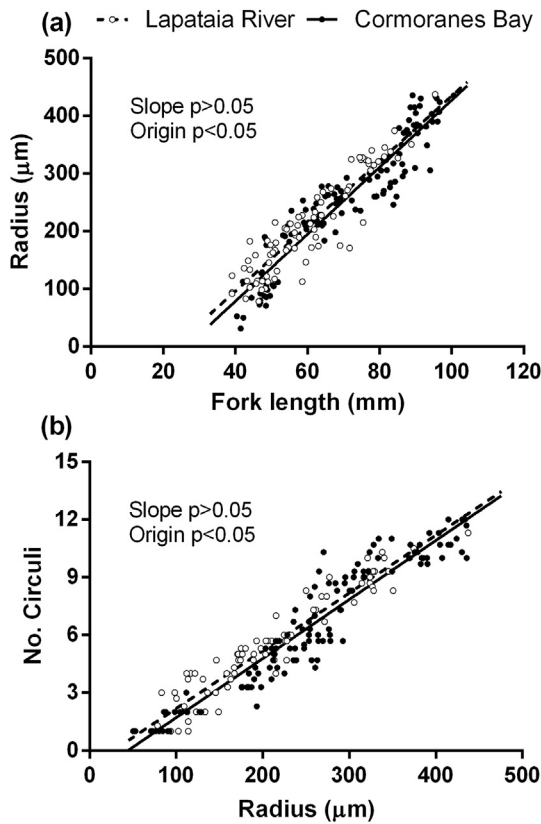 Lapataia River Cormoranes Bay
(a)
Slope p>0.05
Origin p<0.05
Radius (μm)
500
400
300
200
100
0
0 20 40 60 80 100 120
Fork length (mm)
(b)
Slope p>0.05
Origin p<0.05
No. Circuli
15
12
9
6
3
0
0 100 200 300 400 500
Radius (μm)